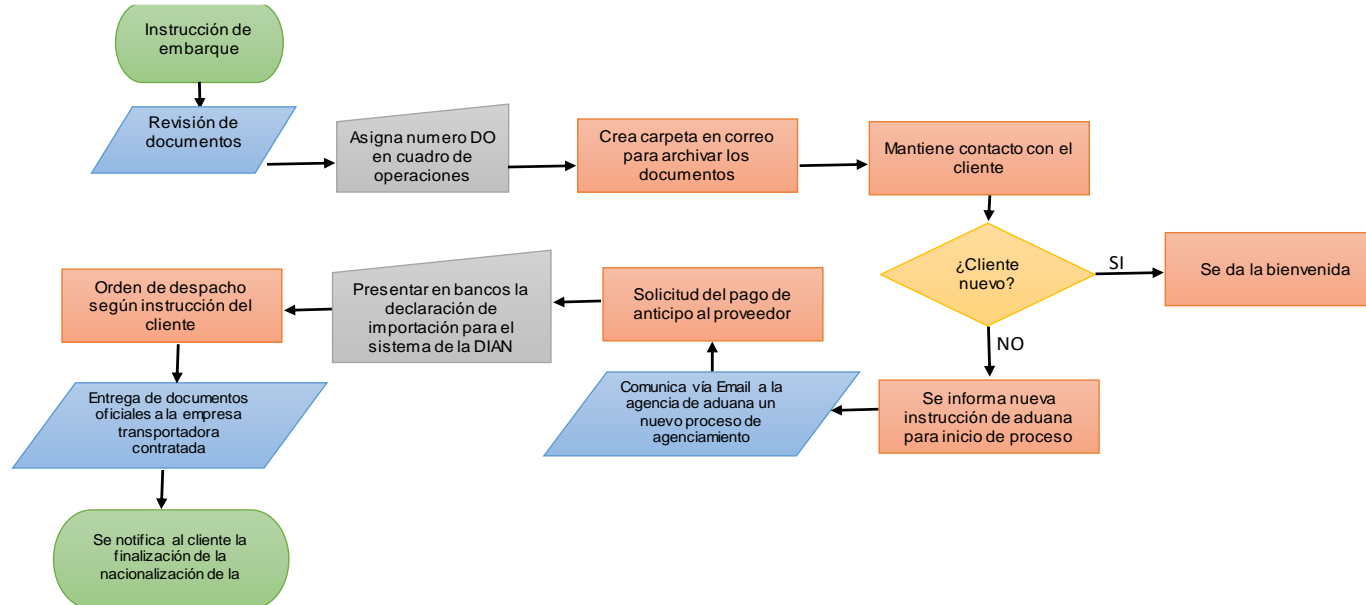 Instrucción de
embarque
Revisión de
documentos
Asigna numero DO
en cuadro de
operaciones
Crea carpeta en correo
para archivar los
documentos
Mantiene contacto con el
cliente
¿Cliente
nuevo?
SI
Se da la bienvenida
NO
Se informa nueva
instrucción de aduana
para inicio de proceso
Comunica vía Email a la
agencia de aduana un
nuevo proceso de
agenciamiento
Solicitud del pago de
anticipo al proveedor
Presentar en bancos la
declaración de
importación para el
sistema de la DIAN
Orden de despacho
según instrucción del
cliente
Entrega de documentos
oficiales a la empresa
transportadora
contratada
Se notifica al cliente la
finalización de la
nacionalización de la